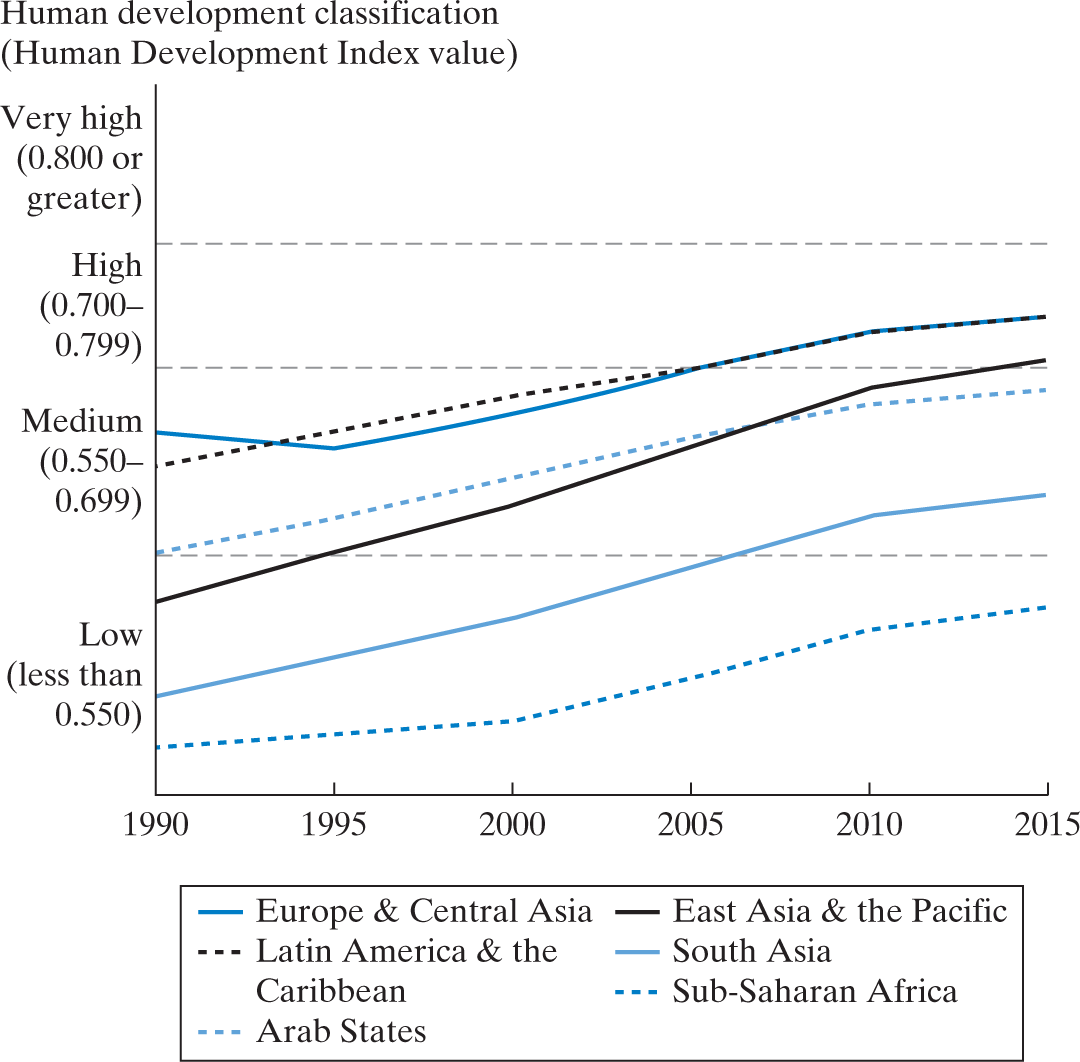 Human development classification
(Human Development Index value)
Very high
(0.800 or
greater)
High
(0.700–
0.799)
Medium
(0.550–
0.699)
Low
(less than
0.550)
1990 1995 2000 2005 2010 2015
Europe & Central Asia
Latin America & the
Caribbean
Arab States
East Asia & the Pacific
South Asia
Sub-Saharan Africa